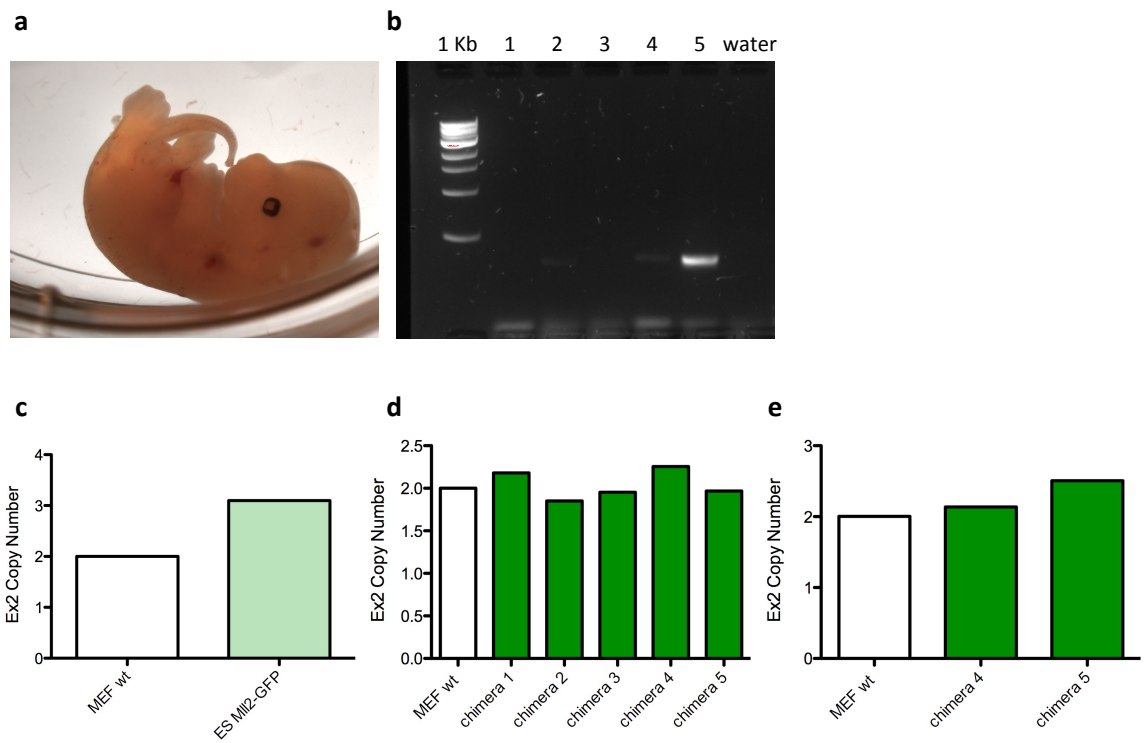 a
b
1 Kb 1 2 3 4 5 water
c
d
e
Ex2 Copy Number
4
3
2
1
0
MEF wt
ES Mll2-GFP
Ex2 Copy Number
2.5
2.0
1.5
1.0
0.5
0.0
MEF wt
chimera 1
chimera 2
chimera 3
chimera 4
chimera 5
Ex2 Copy Number
3
2
1
0
MEF wt
chimera 4
chimera 5